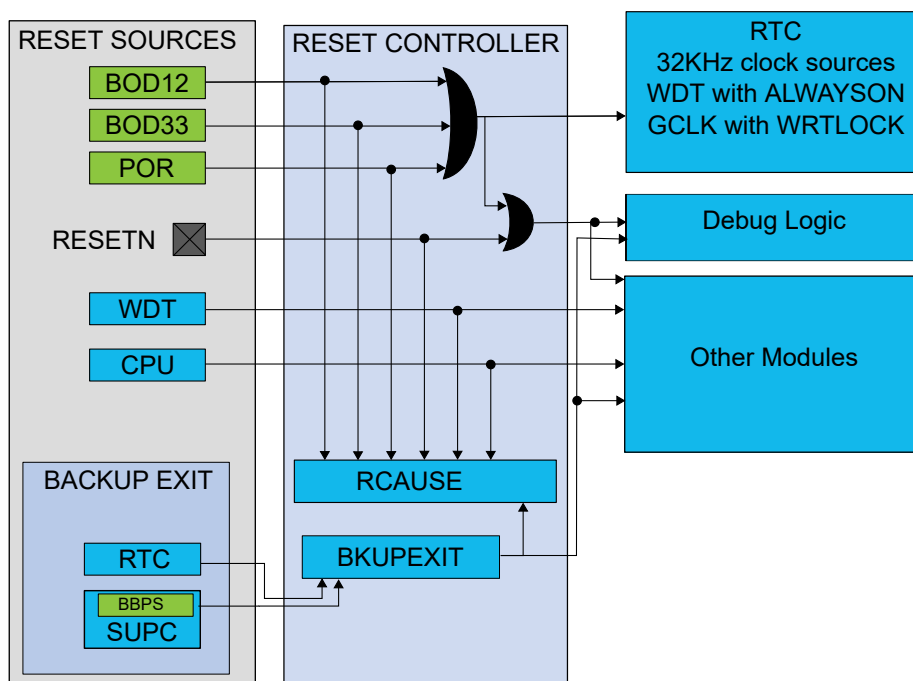 RESET SOURCES
BOD12
BOD33
POR
RESETN
WDT
CPU
BACKUP EXIT
RTC
BBPS
SUPC
RESET CONTROLLER
RCAUSE
BKUPEXIT
RTC
32KHz clock sources
WDT with ALWAYSON
GCLK with WRTLOCK
Debug Logic
Other Modules